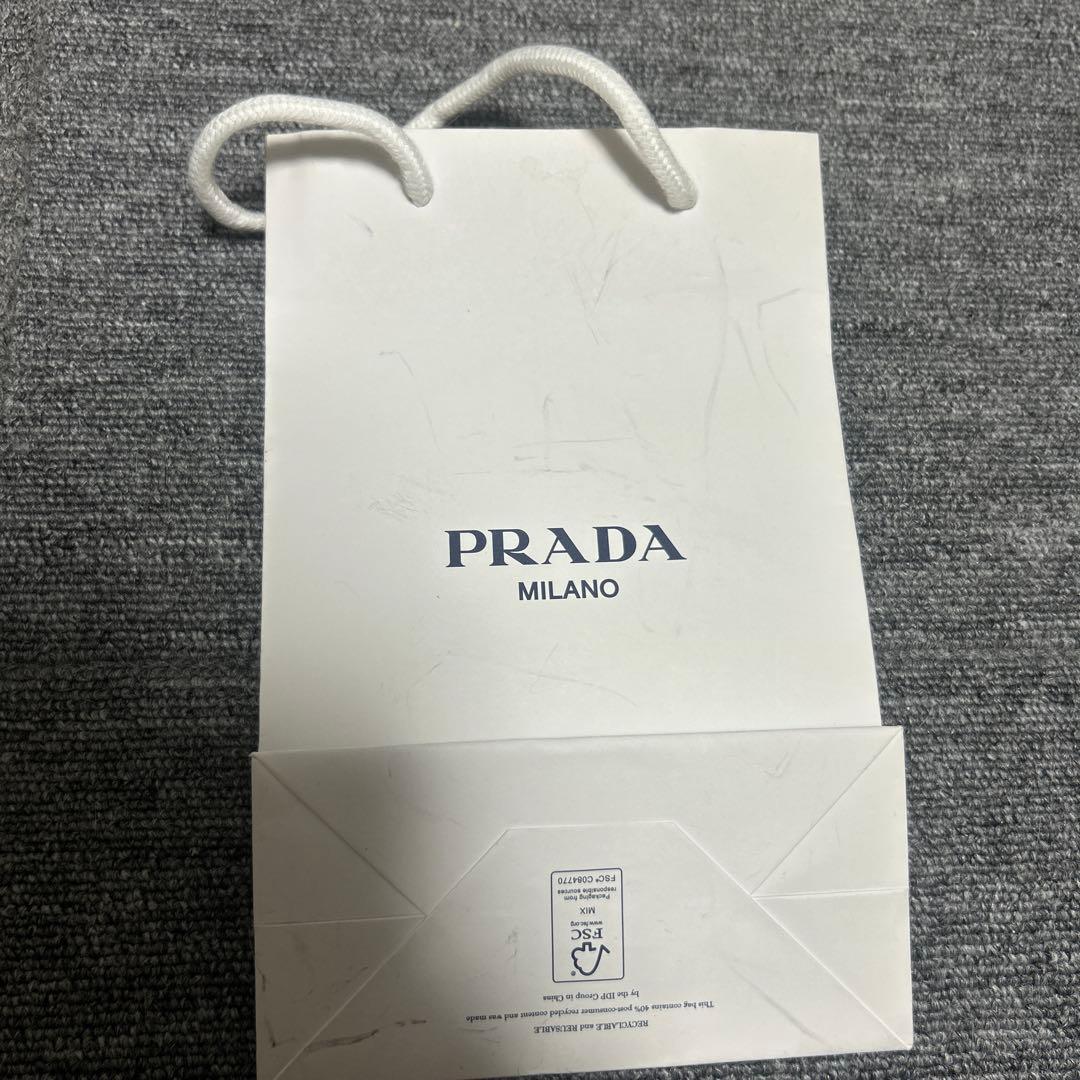 PRADA
MILANO
RECYCLABLE and REUSABLE
This bag contains 40% post-consumer recycled content and was made
by the IDP Group in China
®
FSC
www.fsc.org
MIX
Packaging from
responsible sources
FSC® C084770